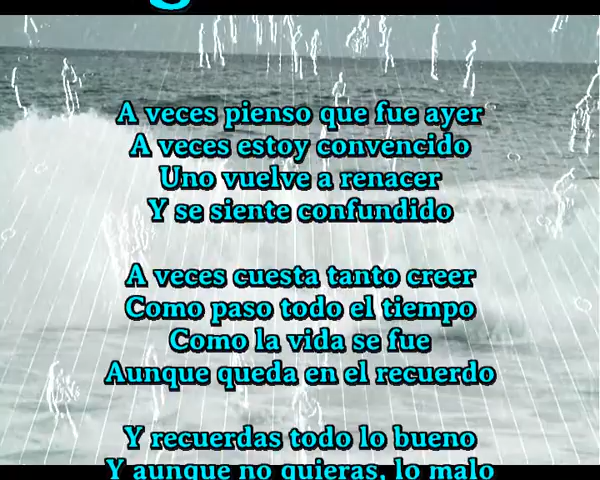 A veces pienso que fue ayer
A veces estoy convencido
Uno vuelve a renacer
Y se siente confundido
A veces cuesta tanto creer
Como paso todo el tiempo
Como la vida se fue
Aunque queda en el recuerdo
Y recuerdas todo lo bueno
Y aunque no quieras, lo malo